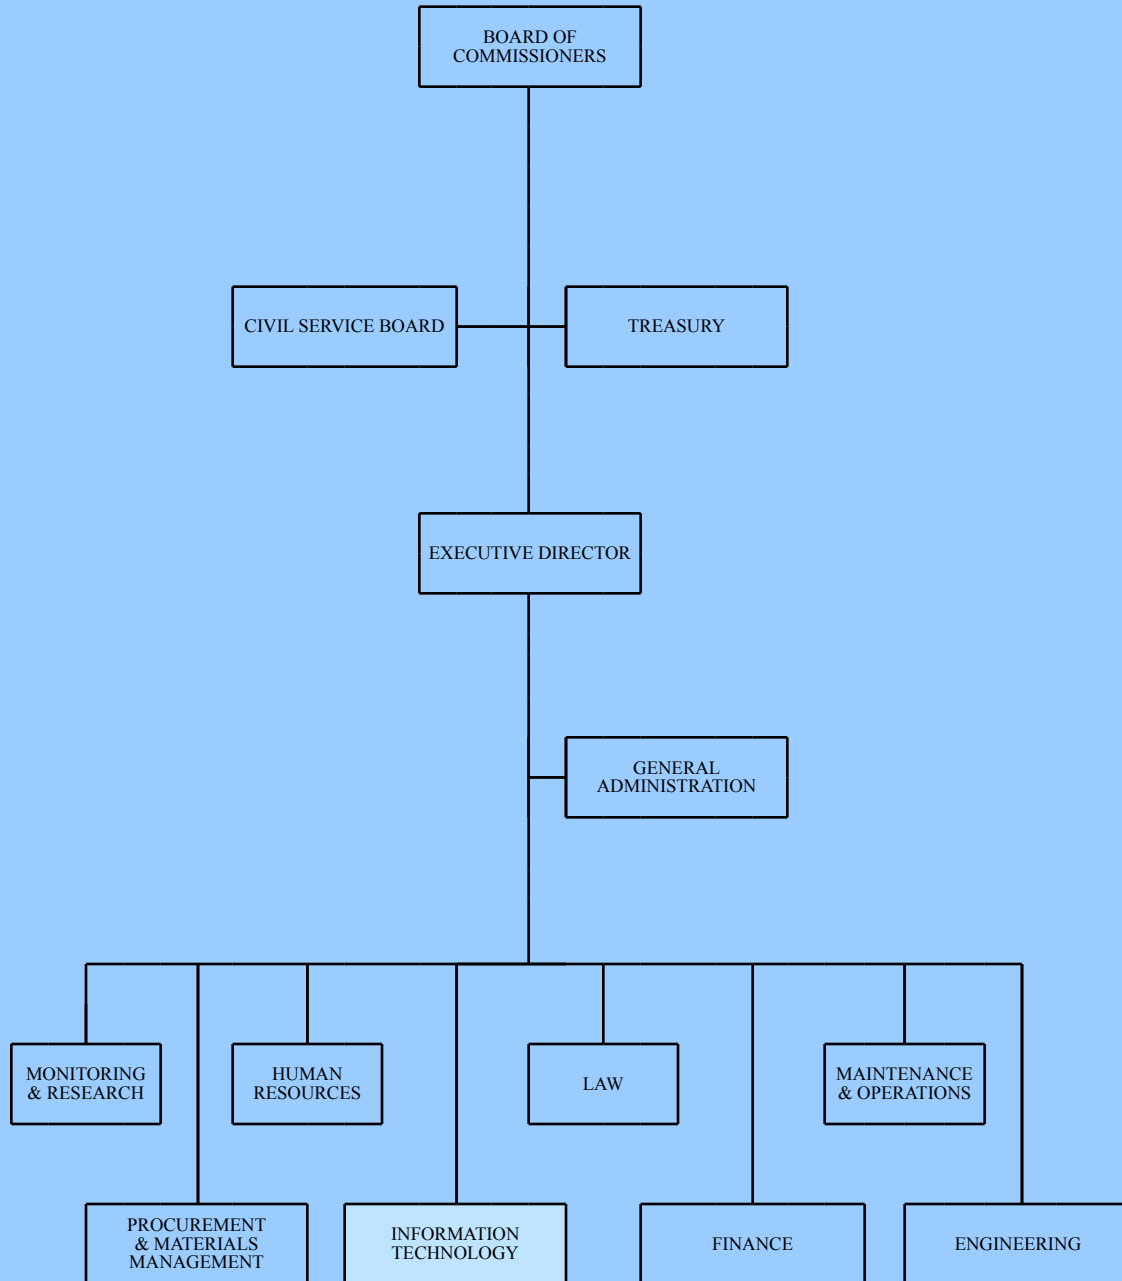 BOARD OF
COMMISSIONERS
CIVIL SERVICE BOARD
TREASURY
EXECUTIVE DIRECTOR
GENERAL
ADMINISTRATION
MONITORING
& RESEARCH
HUMAN
RESOURCES
LAW
MAINTENANCE
& OPERATIONS
PROCUREMENT
& MATERIALS
MANAGEMENT
INFORMATION
TECHNOLOGY
FINANCE
ENGINEERING